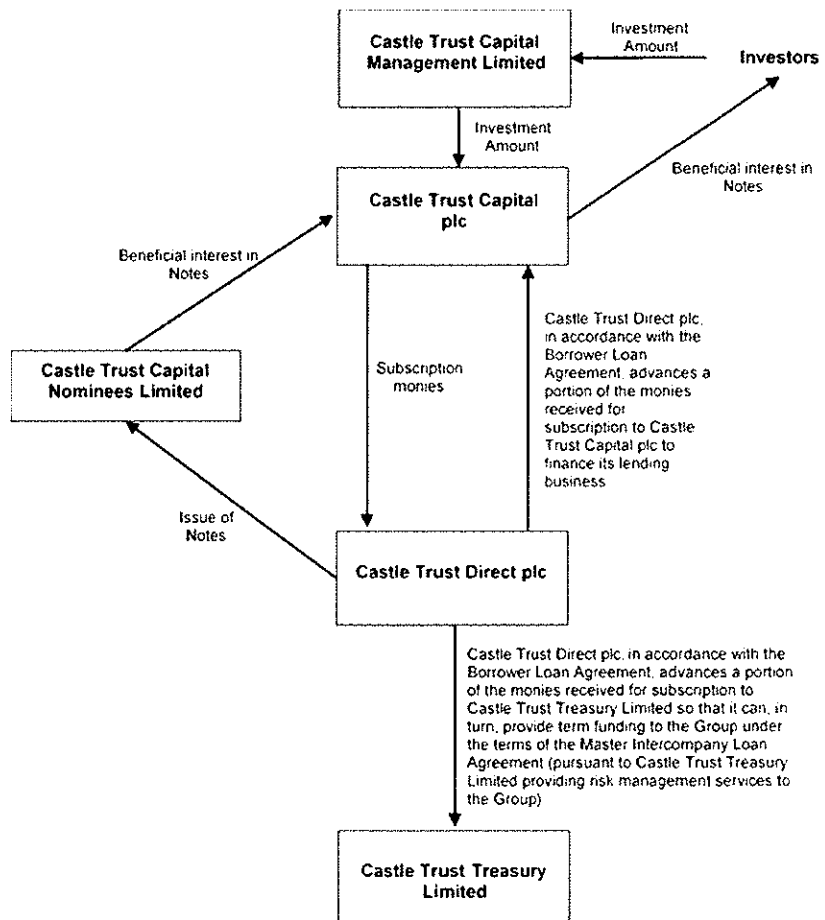 Castle Trust Capital
Management Limited
Investment
Amount
Investors
Investment
Amount
Castle Trust Capital
plc
Beneficial interest in
Notes
Beneficial interest in
Notes
Castle Trust Capital
Nominees Limited
Subscription
monies
Castle Trust Direct plc,
in accordance with the
Borrower Loan
Agreement, advances a
portion of the monies
received for
subscription to Castle
Trust Capital plc to
finance its lending
business
Issue of
Notes
Castle Trust Direct plc
Castle Trust Direct plc, in accordance with the
Borrower Loan Agreement, advances a portion
of the monies received for subscription to
Castle Trust Treasury Limited so that it can, in
turn, provide term funding to the Group under
the terms of the Master Intercompany Loan
Agreement (pursuant to Castle Trust Treasury
Limited providing risk management services to
the Group)
Castle Trust Treasury
Limited